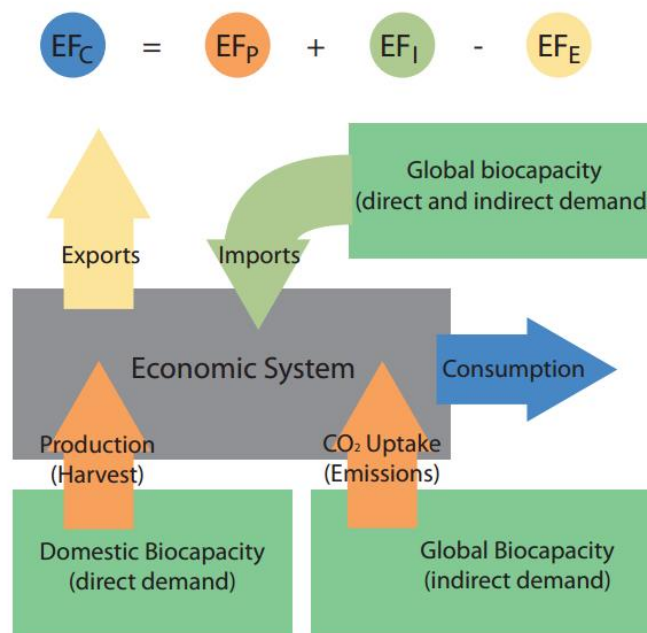 EFC = EFP + EFI - EFE
Global biocapacity
(direct and indirect demand)
Exports
Imports
Economic System
Consumption
Production
(Harvest)
CO₂ Uptake
(Emissions)
Domestic Biocapacity
(direct demand)
Global Biocapacity
(indirect demand)